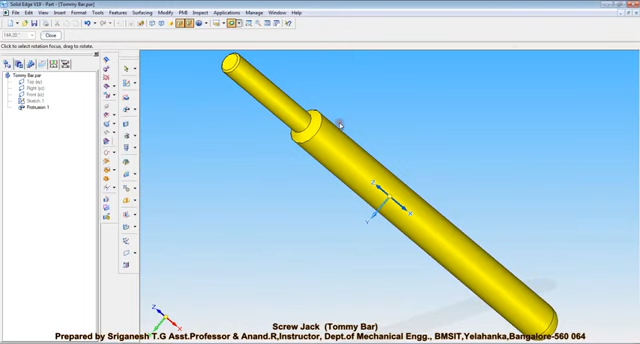 Solid Edge V19 - Part - [Tommy Bar.par]
File Edit View Insert Format Tools Features Surfacing Sheet Modify PMI Inspect Applications Manage Window Help
144.20 ° Close
Click to select rotation focus, drag to rotate.
Tommy Bar.par
Top (xy)
Right (yz)
Front (xz)
Sketch 1
Protrusion 1
Z
X
Y
Z
X
Screw Jack (Tommy Bar)
Prepared by Sriganesh T.G Asst.Professor & Anand.R,Instructor, Dept.of Mechanical Engg., BMSIT,Yelahanka,Bangalore-560 064